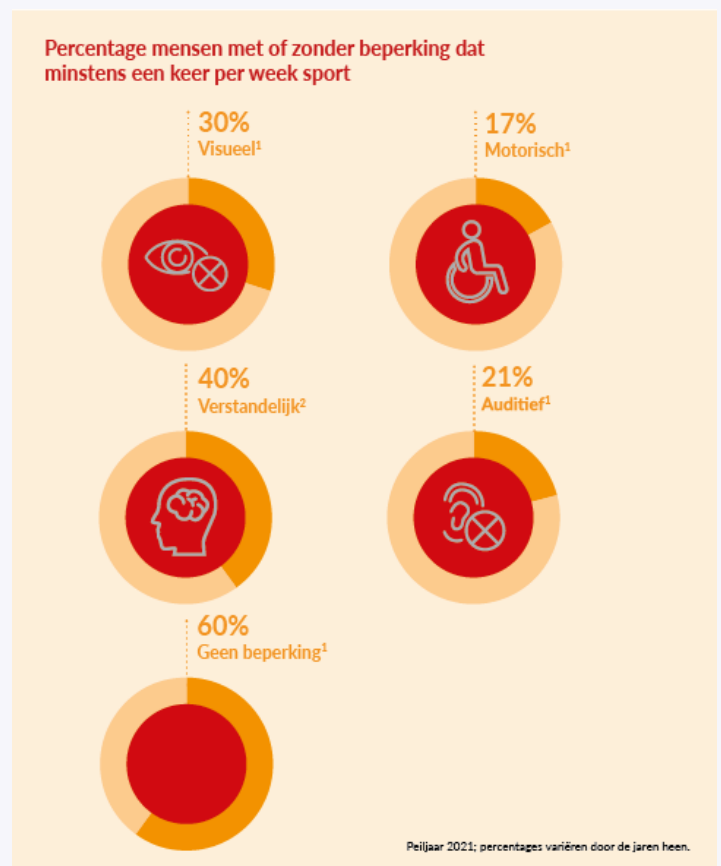 Percentage mensen met of zonder beperking dat
minstens een keer per week sport
30%
Visueel¹
17%
Motorisch¹
40%
Verstandelijk²
21%
Auditief¹
60%
Geen beperking¹
Peiljaar 2021; percentages variëren door de jaren heen.